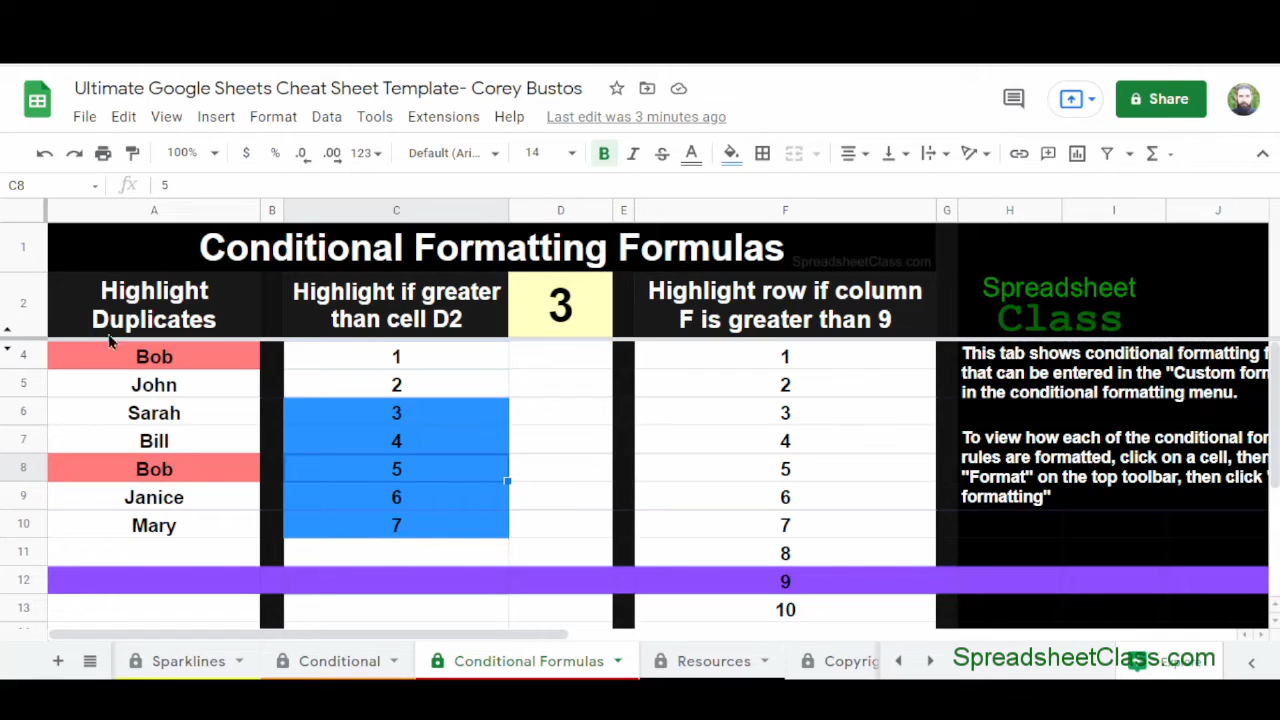 Ultimate Google Sheets Cheat Sheet Template- Corey Bustos
Share
File Edit View Insert Format Data Tools Extensions Help Last edit was 3 minutes ago
100% $ % .0 .00 123 Default (Ari... 14 B I S A
C8 fx 5
A B C D E F G H I J
1 Conditional Formatting Formulas SpreadsheetClass.com
2
Highlight
Duplicates
Highlight if greater
than cell D2
3
Highlight row if column
F is greater than 9
Spreadsheet
Class
4 Bob 1 1
5 John 2 2
6 Sarah 3 3
7 Bill 4 4
8 Bob 5 5
9 Janice 6 6
10 Mary 7 7
11 8
12 9
13 10
This tab shows conditional formatting f
that can be entered in the "Custom form
in the conditional formatting menu.
To view how each of the conditional for
rules are formatted, click on a cell, then
"Format" on the top toolbar, then click
formatting"
+ Sparklines Conditional Conditional Formulas Resources Copyrig
SpreadsheetClass.com